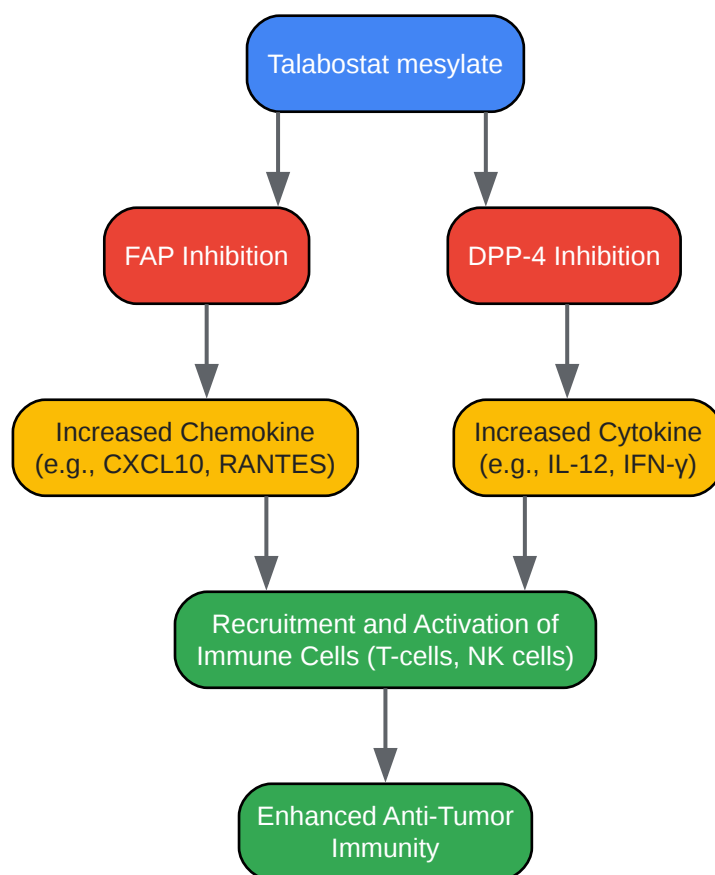 Talabostat mesylate
FAP Inhibition
DPP-4 Inhibition
Increased Chemokine
(e.g., CXCL10, RANTES)
Increased Cytokine
(e.g., IL-12, IFN-γ)
Recruitment and Activation of
Immune Cells (T-cells, NK cells)
Enhanced Anti-Tumor
Immunity